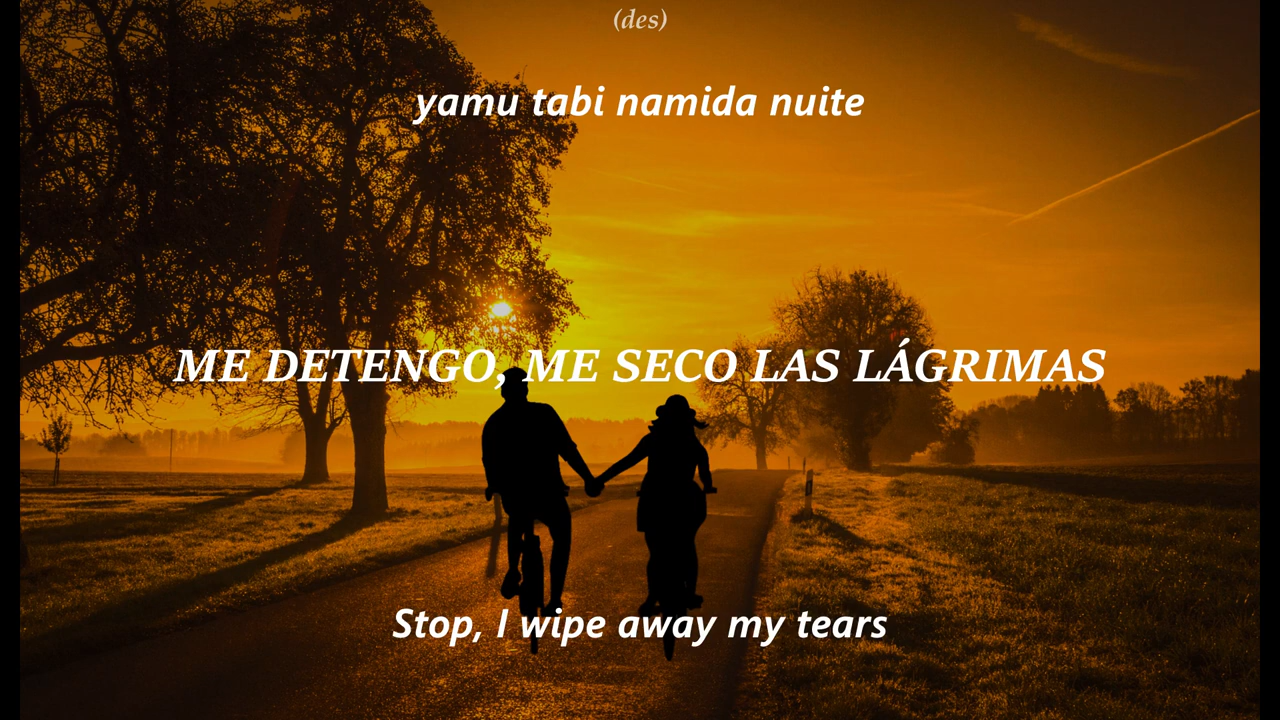 (des)
yamu tabi namida nuite
ME DETENGO, ME SECO LAS LÁGRIMAS
Stop, I wipe away my tears